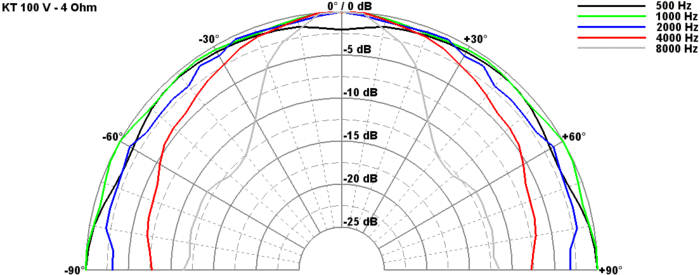 KT 100 V - 4 Ohm
0° / 0 dB
500 Hz
1000 Hz
2000 Hz
4000 Hz
8000 Hz
-30°
+30°
-5 dB
-10 dB
-60°
+60°
-15 dB
-20 dB
-25 dB
-90°
+90°